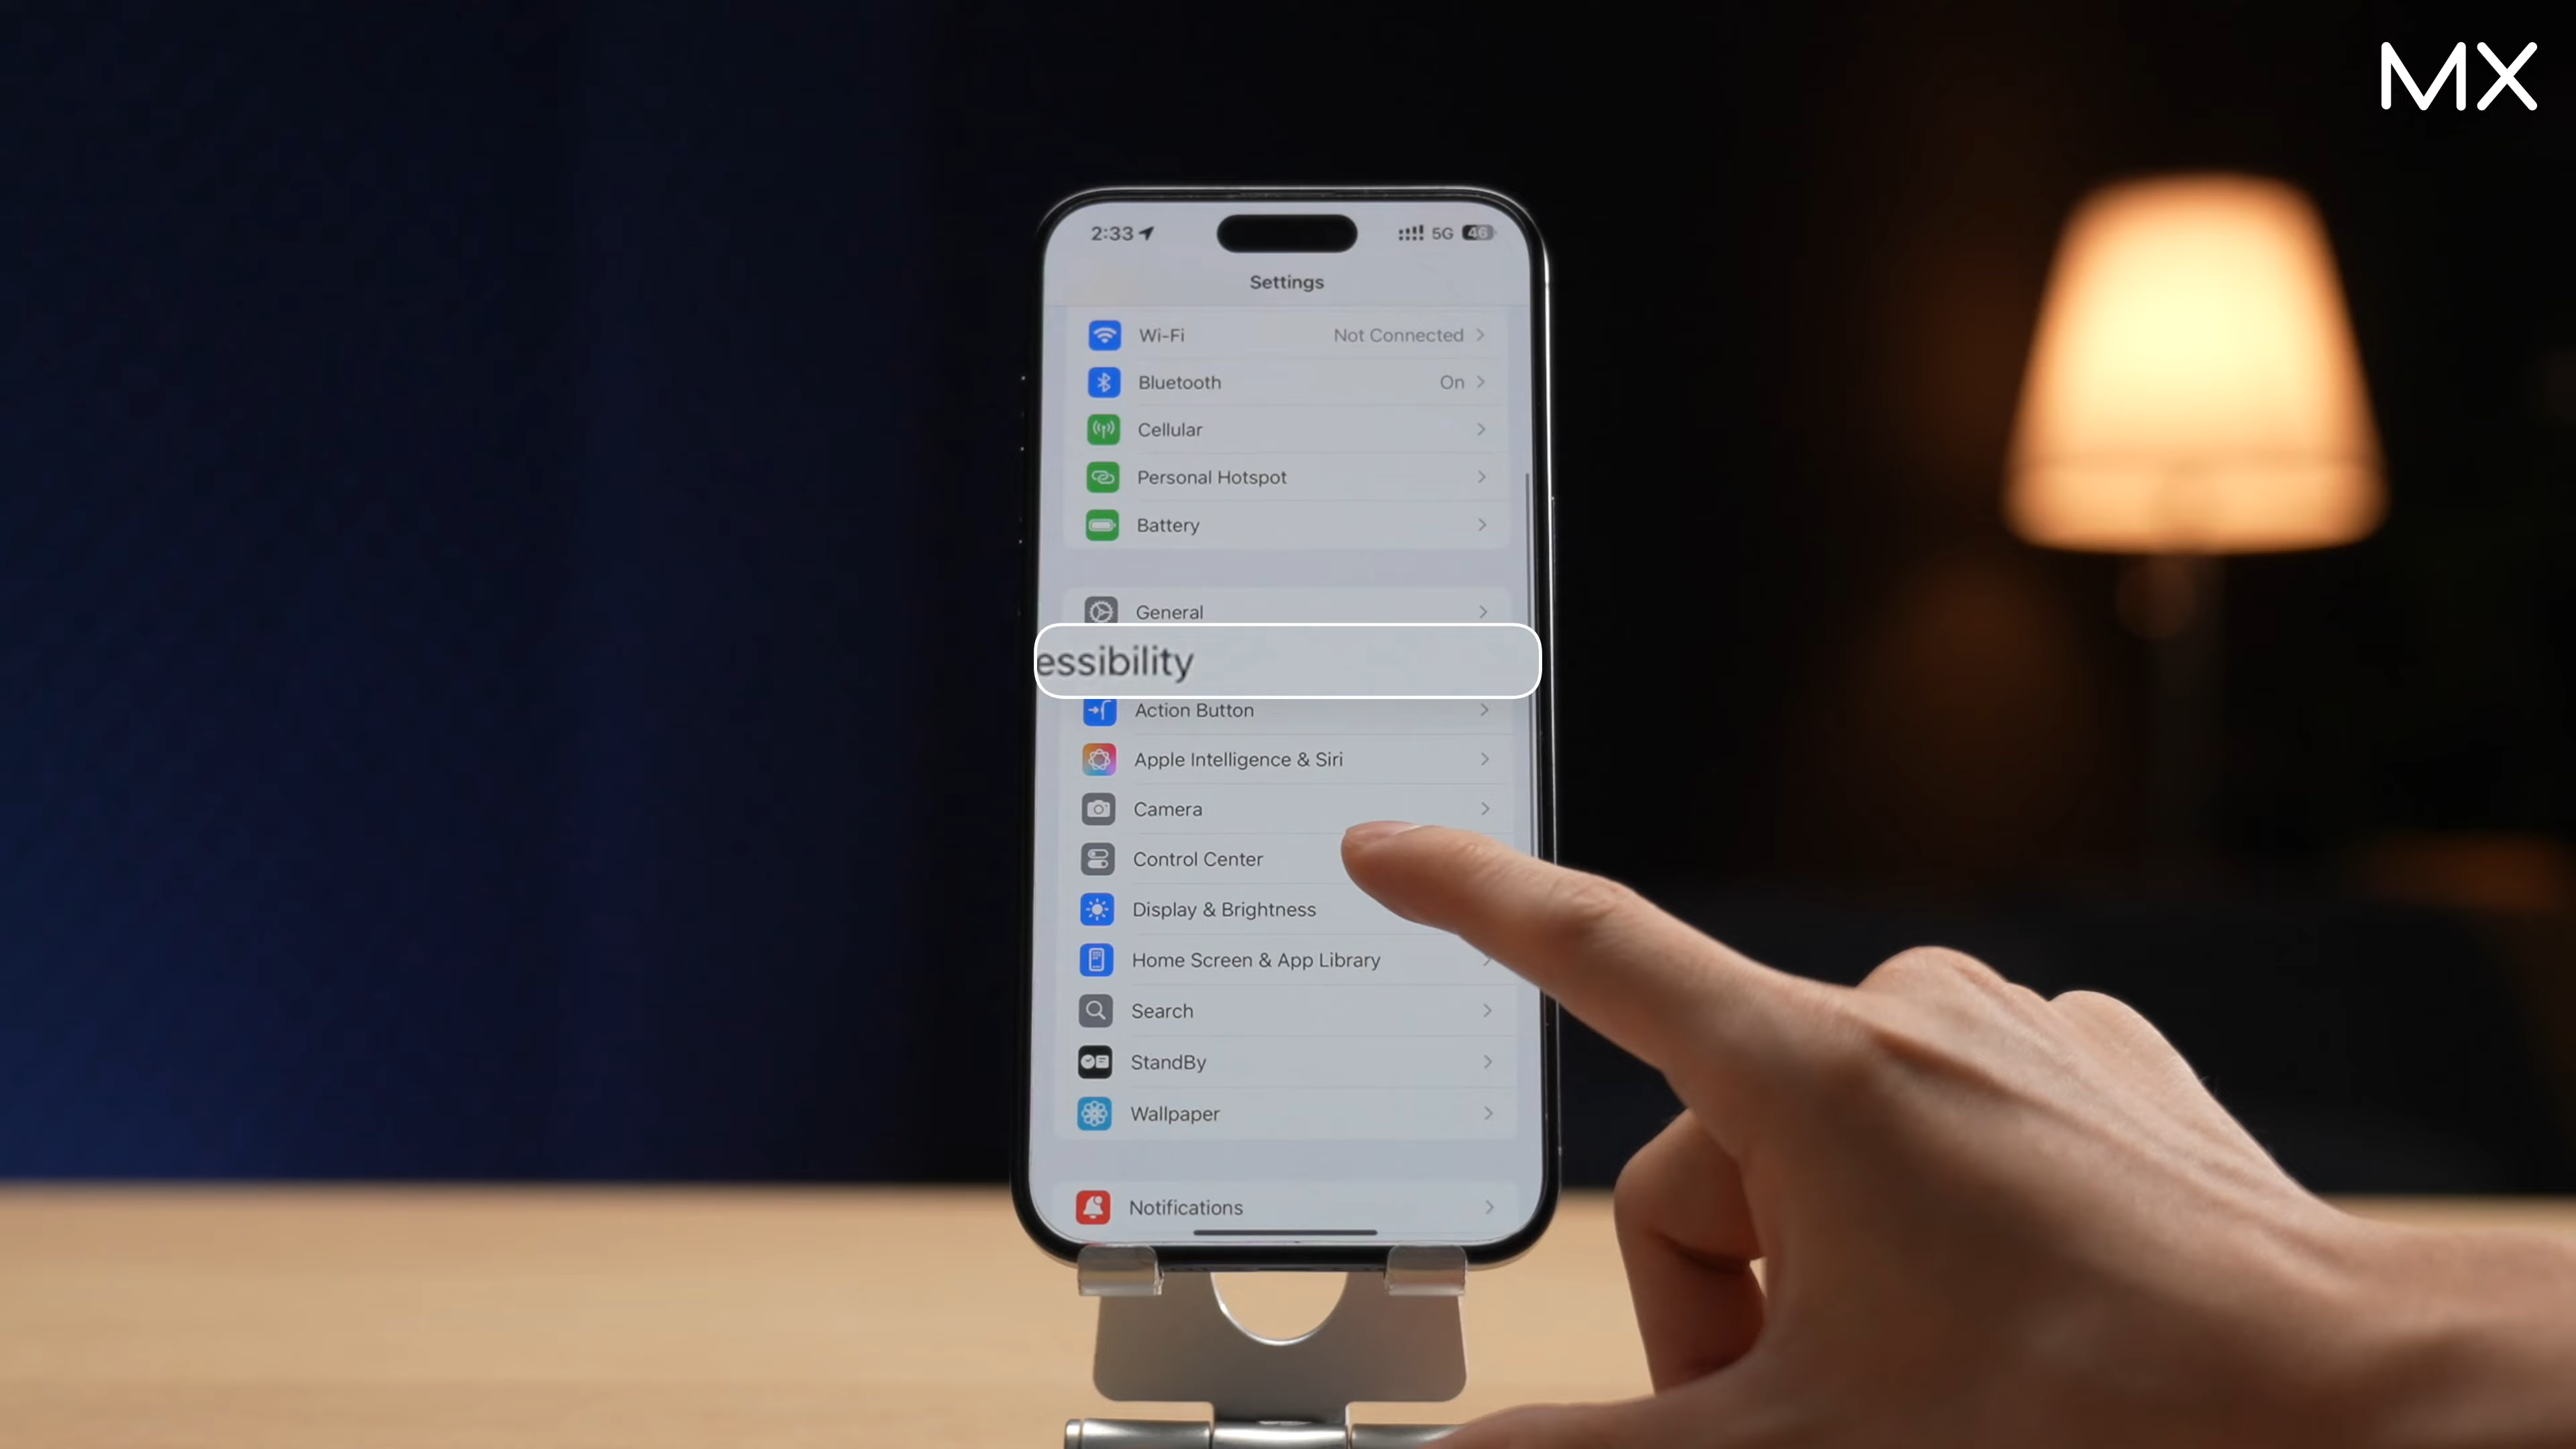 MX
2:33 5G 46
Settings
Wi-Fi Not Connected
Bluetooth On
Cellular
Personal Hotspot
Battery
General
essibility
Action Button
Apple Intelligence & Siri
Camera
Control Center
Display & Brightness
Home Screen & App Library
Search
StandBy
Wallpaper
Notifications